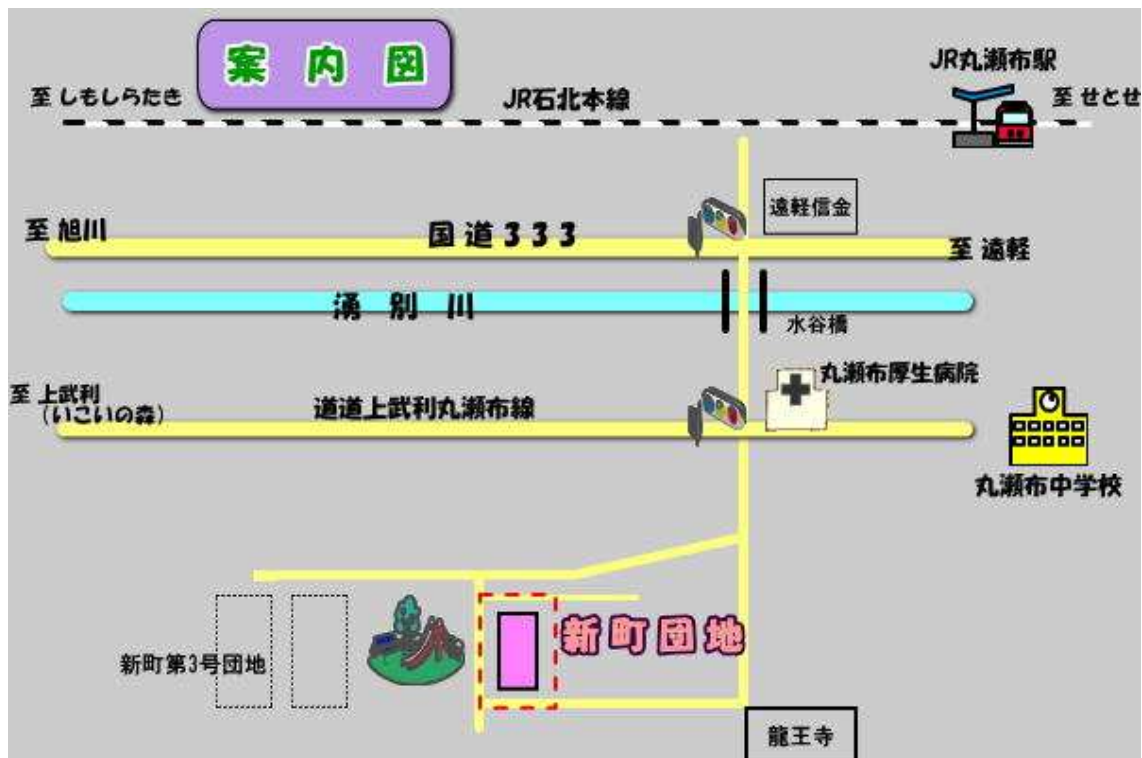 案内図
JR丸瀬布駅
至 しもしらたき
JR石北本線
至 せとせ
遠軽信金
至 旭川
国道333
至 遠軽
湧別川
水谷橋
丸瀬布厚生病院
至 上武利
(いこいの森)
道道上武利丸瀬布線
丸瀬布中学校
新町団地
新町第3号団地
龍王寺